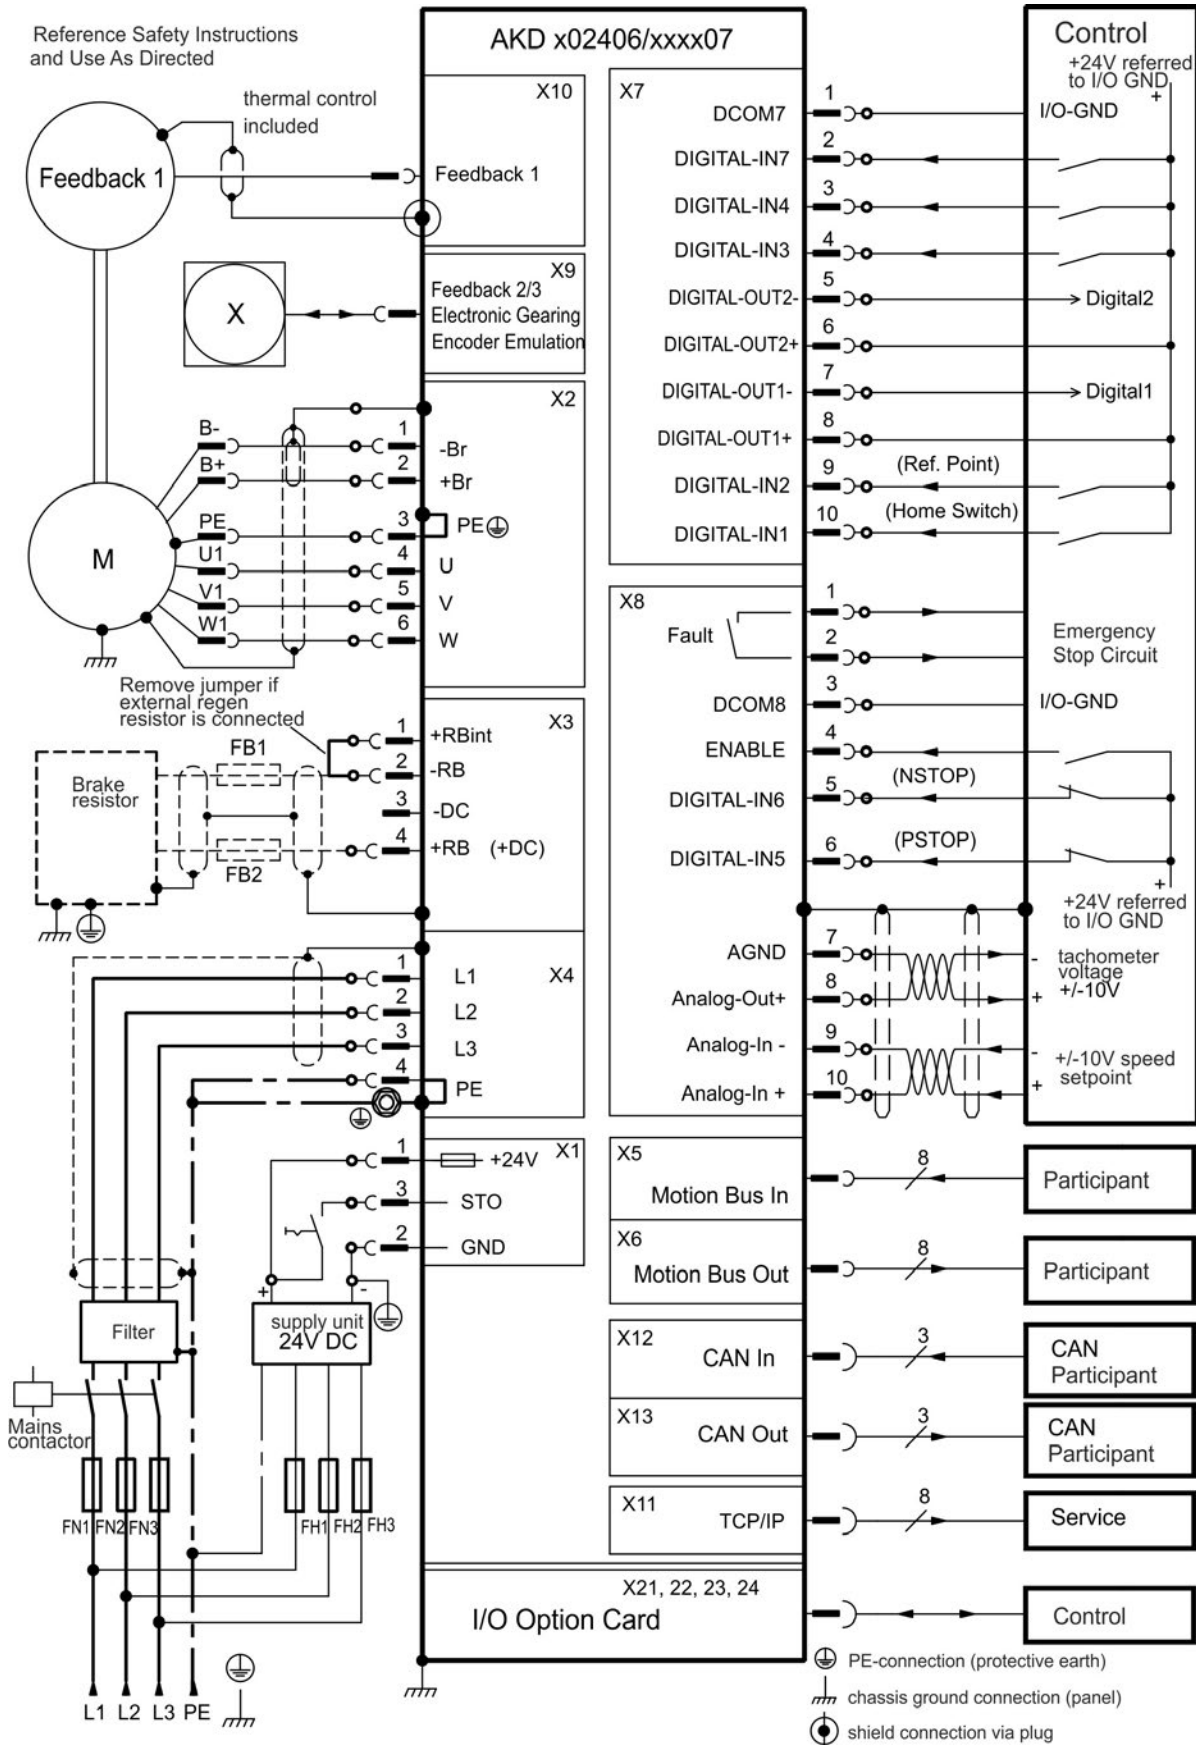 Reference Safety Instructions
and Use As Directed
AKD x02406/xxxx07
Control
+24V referred
to I/O GND
+
thermal control
included
Feedback 1
X10
Feedback 1
X
X9
Feedback 2/3
Electronic Gearing
Encoder Emulation
X2
B-
1
-Br
B+
2
+Br
PE
3
PE
U1
4
U
V1
5
V
W1
6
W
M
Remove jumper if
external regen
resistor is connected
X3
1
+RBint
FB1
2
-RB
Brake
resistor
3
-DC
4
+RB (+DC)
FB2
X4
1
L1
2
L2
3
L3
4
PE
X1
1
+24V
3
STO
2
GND
+
-
supply unit
24V DC
Filter
Mains
contactor
FN1
FN2
FN3
FH1
FH2
FH3
L1
L2
L3
PE
X7
DCOM7
1
I/O-GND
DIGITAL-IN7
2
DIGITAL-IN4
3
DIGITAL-IN3
4
DIGITAL-OUT2-
5
Digital2
DIGITAL-OUT2+
6
DIGITAL-OUT1-
7
Digital1
DIGITAL-OUT1+
8
DIGITAL-IN2
9
(Ref. Point)
DIGITAL-IN1
10
(Home Switch)
X8
Fault
1
2
Emergency
Stop Circuit
DCOM8
3
I/O-GND
ENABLE
4
DIGITAL-IN6
5
(NSTOP)
DIGITAL-IN5
6
(PSTOP)
+
+24V referred
to I/O GND
AGND
7
-
tachometer
voltage
+/-10V
Analog-Out+
8
+
Analog-In -
9
-
+/-10V speed
setpoint
Analog-In +
10
+
X5
Motion Bus In
8
Participant
X6
Motion Bus Out
8
Participant
X12
CAN In
3
CAN
Participant
X13
CAN Out
3
CAN
Participant
X11
TCP/IP
8
Service
X21, 22, 23, 24
I/O Option Card
Control
PE-connection (protective earth)
chassis ground connection (panel)
shield connection via plug